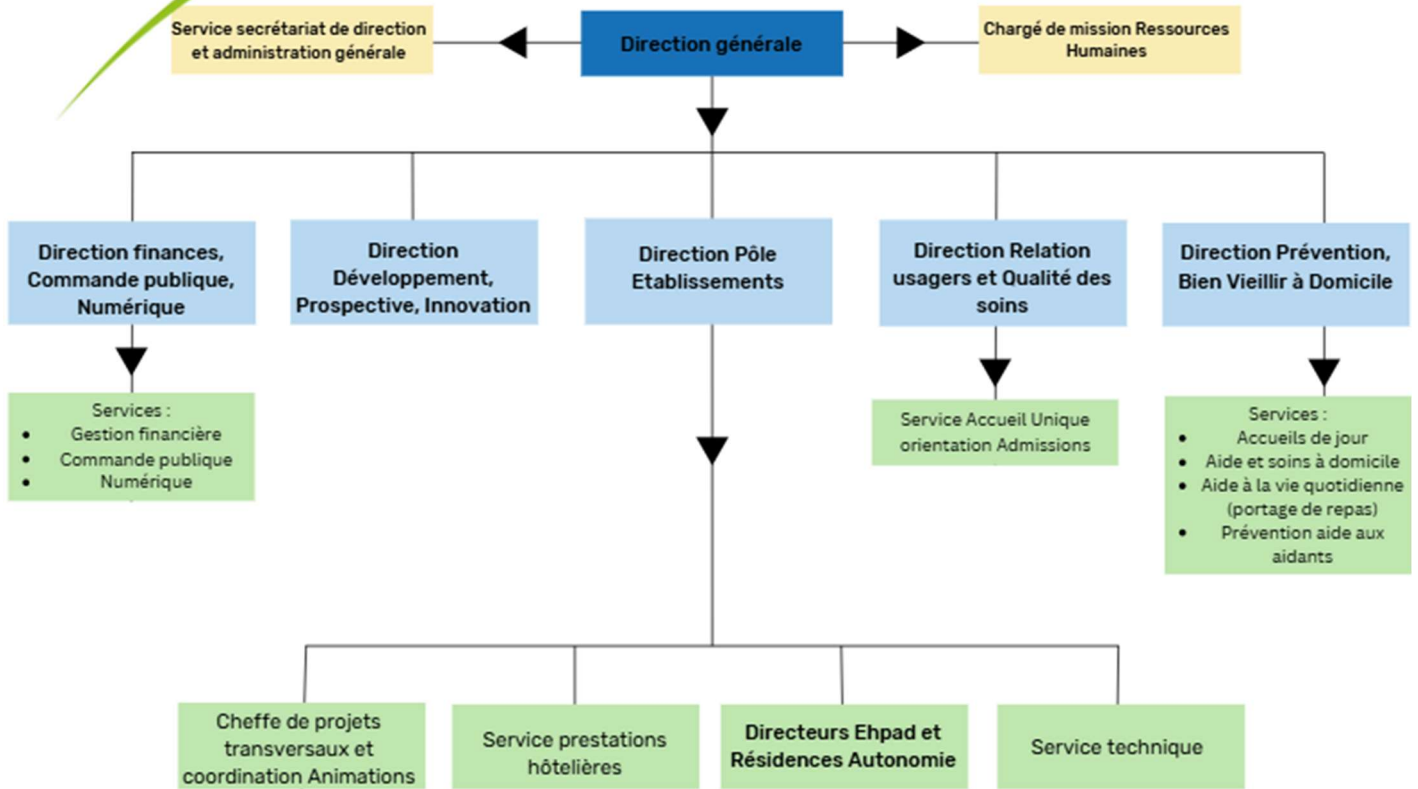 Service secrétariat de direction
et administration générale
Direction générale
Chargé de mission Ressources
Humaines
Direction finances,
Commande publique,
Numérique
Direction
Développement,
Prospective, Innovation
Direction Pôle
Etablissements
Direction Relation
usagers et Qualité des
soins
Direction Prévention,
Bien Vieillir à Domicile
Services :
• Gestion financière
• Commande publique
• Numérique
Service Accueil Unique
orientation Admissions
Services :
• Accueils de jour
• Aide et soins à domicile
• Aide à la vie quotidienne
(portage de repas)
• Prévention aide aux
aidants
Cheffe de projets
transversaux et
coordination Animations
Service prestations
hôtelières
Directeurs Ehpad et
Résidences Autonomie
Service technique